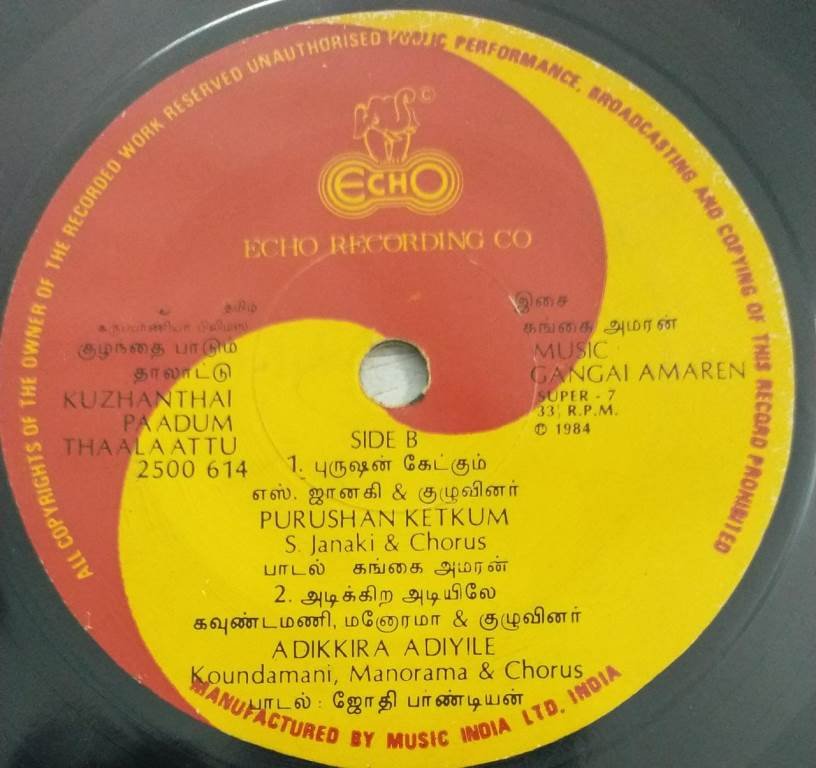 ALL COPYRIGHTS OF THE OWNER OF THE RECORDED WORK RESERVED UNAUTHORISED PUBLIC PERFORMANCE, BROADCASTING AND COPYING OF THIS RECORD PROHIBITED
©
ECHO
ECHO RECORDING CO
தமிழ்
குழந்தை பாடும்
தாலாட்டு
KUZHANTHAI
PAADUM
THAALAATTU
2500 614
இசை
கங்கை அமரன்
MUSIC
GANGAI AMAREN
SUPER - 7
33 R.P.M.
℗ 1984
SIDE B
1. புருஷன் கேட்கும்
எஸ். ஜானகி & குழுவினர்
PURUSHAN KETKUM
S. Janaki & Chorus
பாடல் கங்கை அமரன்
2. அடிக்கிற அடியிலே
கவுண்டமணி, மனோரமா & குழுவினர்
ADIKKIRA ADIYILE
Koundamani, Manorama & Chorus
பாடல் : ஜோதி பாண்டியன்
MANUFACTURED BY MUSIC INDIA LTD. INDIA